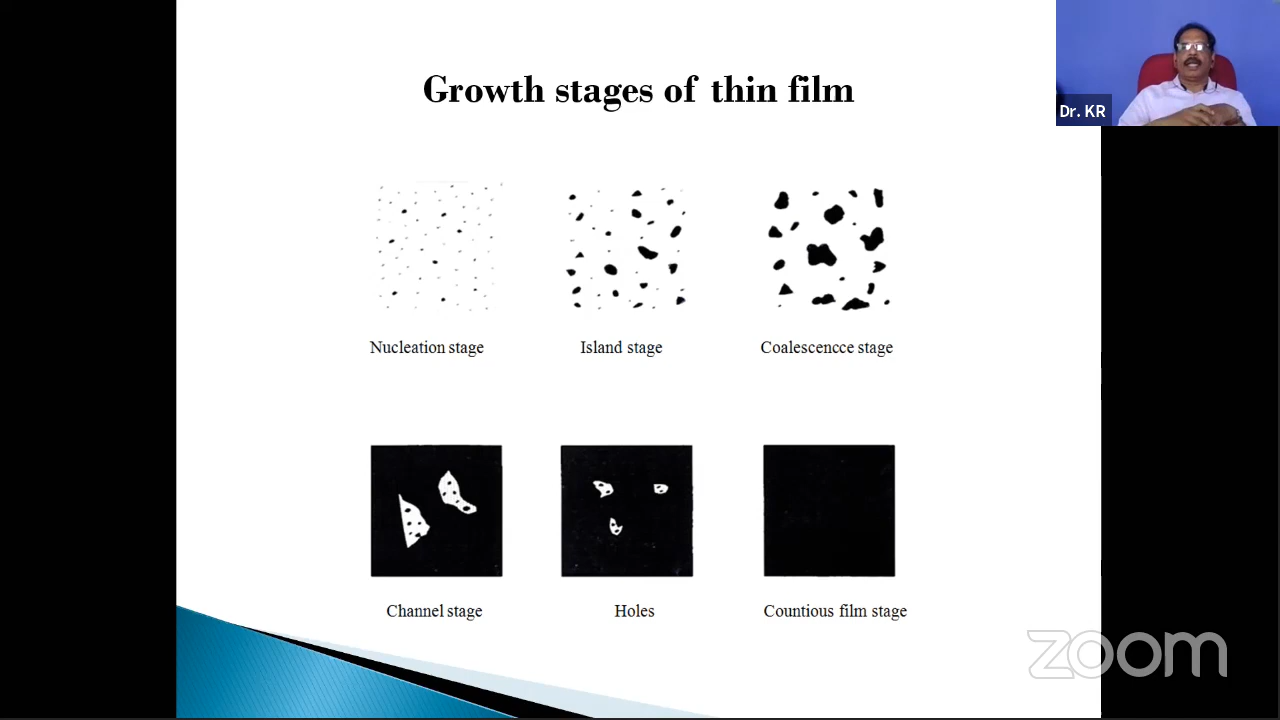 Growth stages of thin film
Dr. KR
Nucleation stage
Island stage
Coalescencce stage
Channel stage
Holes
Countious film stage
zoom